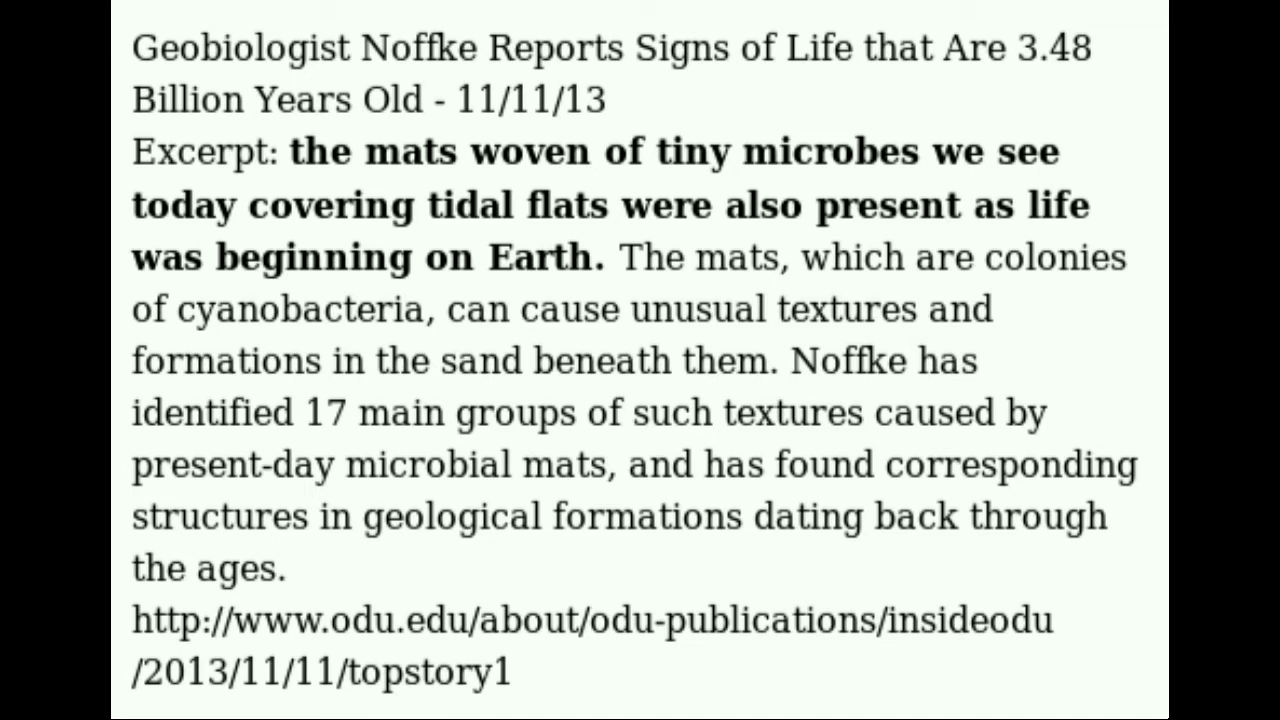 Geobiologist Noffke Reports Signs of Life that Are 3.48
Billion Years Old - 11/11/13
Excerpt: the mats woven of tiny microbes we see
today covering tidal flats were also present as life
was beginning on Earth. The mats, which are colonies
of cyanobacteria, can cause unusual textures and
formations in the sand beneath them. Noffke has
identified 17 main groups of such textures caused by
present-day microbial mats, and has found corresponding
structures in geological formations dating back through
the ages.
http://www.odu.edu/about/odu-publications/insideodu
/2013/11/11/topstory1